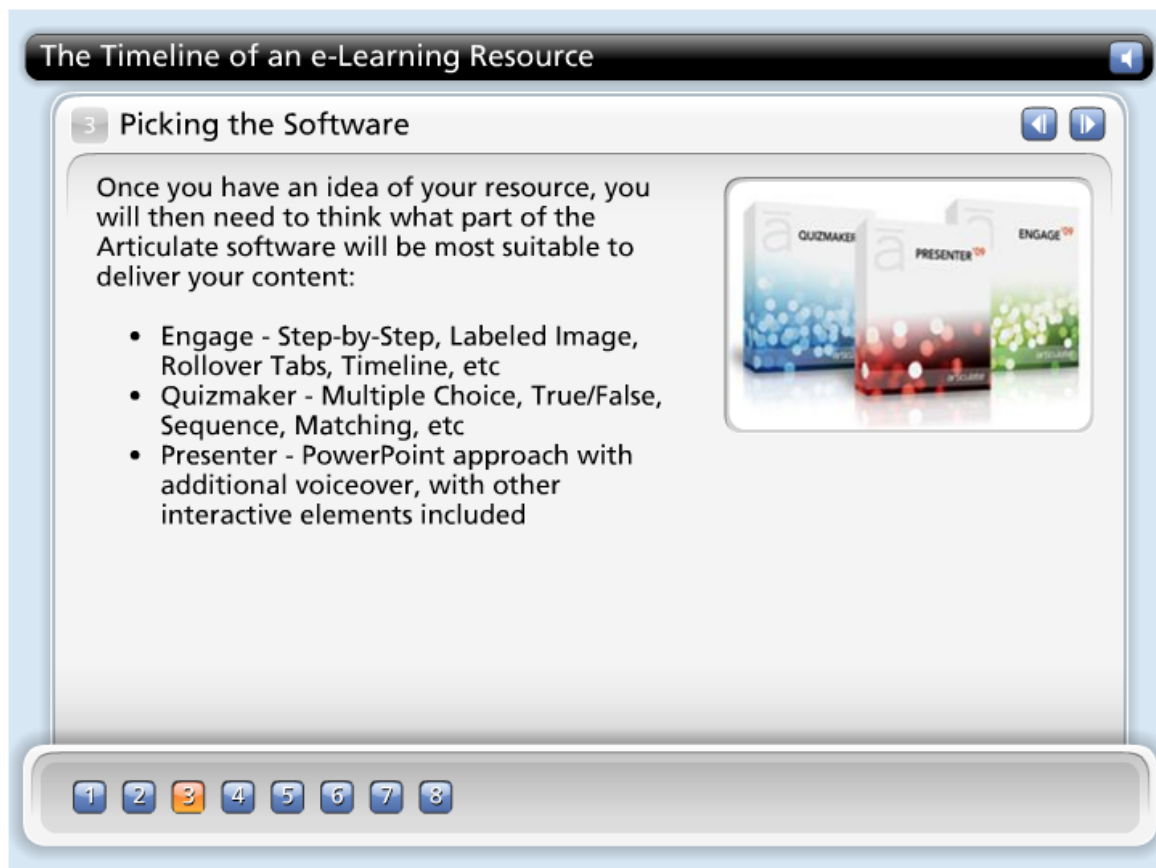 The Timeline of an e-Learning Resource
3 Picking the Software
Once you have an idea of your resource, you
will then need to think what part of the
Articulate software will be most suitable to
deliver your content:
• Engage - Step-by-Step, Labeled Image,
Rollover Tabs, Timeline, etc
• Quizmaker - Multiple Choice, True/False,
Sequence, Matching, etc
• Presenter - PowerPoint approach with
additional voiceover, with other
interactive elements included
QUIZMAKER
PRESENTER '09
ENGAGE '09
articulate
articulate
1 2 3 4 5 6 7 8